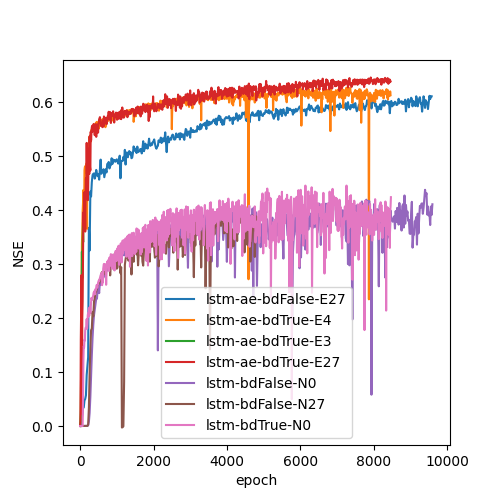 NSE
0.6
0.5
0.4
0.3
0.2
0.1
0.0
lstm-ae-bdFalse-E27
lstm-ae-bdTrue-E4
lstm-ae-bdTrue-E3
lstm-ae-bdTrue-E27
lstm-bdFalse-N0
lstm-bdFalse-N27
lstm-bdTrue-N0
0 2000 4000 6000 8000 10000
epoch